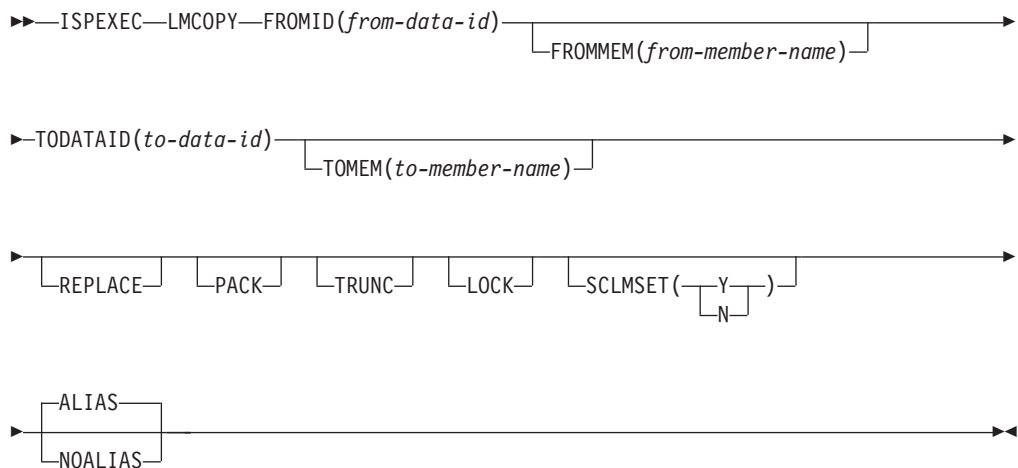 ISPEXEC LMCOPY FROMID(from-data-id)
FROMMEM(from-member-name)
TODATAID(to-data-id)
TOMEM(to-member-name)
REPLACE PACK TRUNC LOCK SCLMSET( Y )
N
ALIAS
NOALIAS